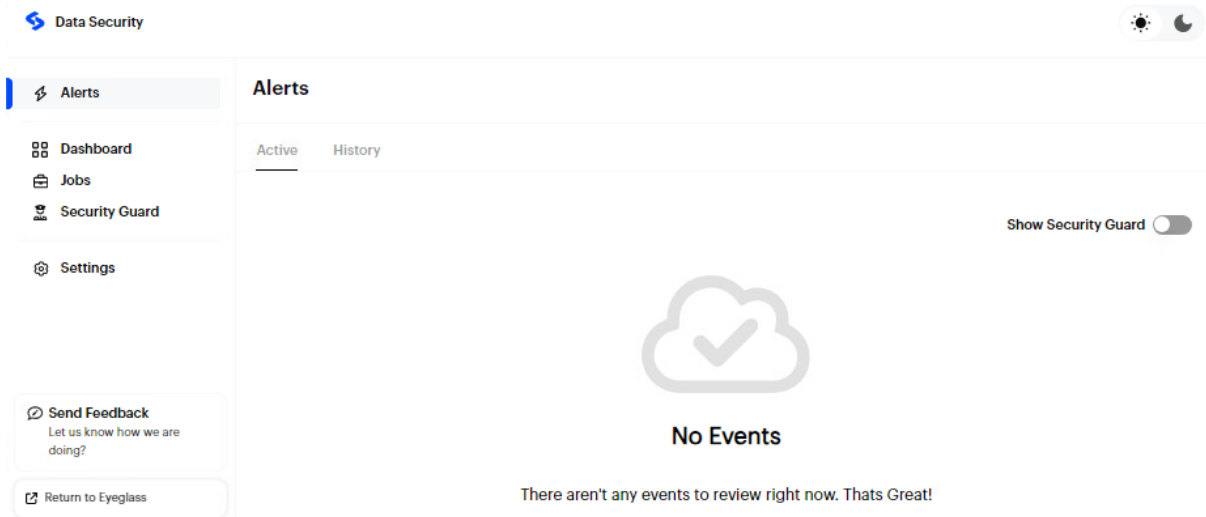 Data Security
Alerts
Dashboard
Jobs
Security Guard
Settings
Send Feedback
Let us know how we are
doing?
Return to Eyeglass
Alerts
Active History
Show Security Guard
No Events
There aren't any events to review right now. Thats Great!